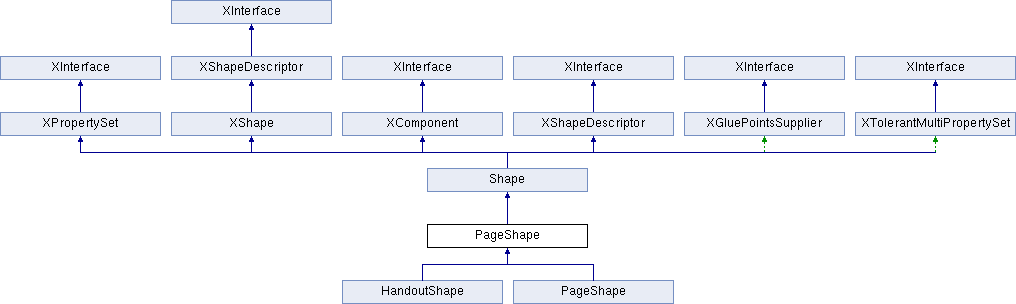 XInterface
XInterface XShapeDescriptor XInterface XInterface XInterface XInterface
XPropertySet XShape XComponent XShapeDescriptor XGluePointsSupplier XTolerantMultiPropertySet
Shape
PageShape
HandoutShape PageShape